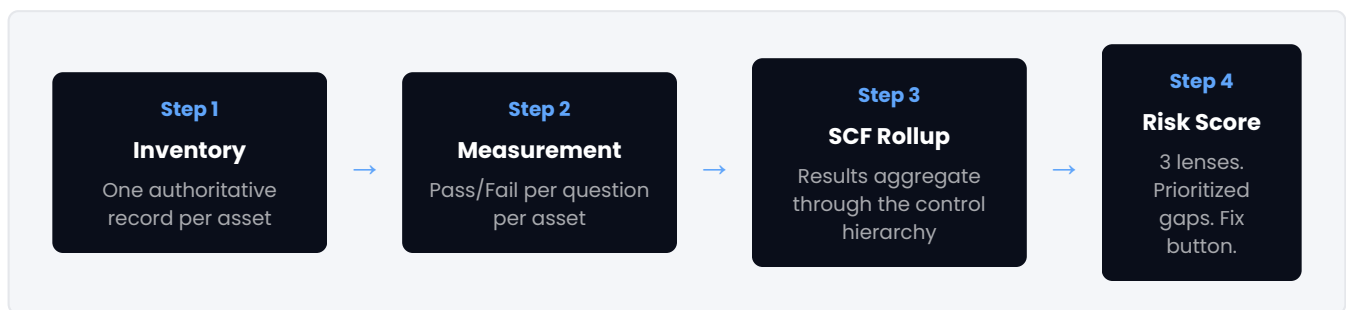 Step 1
Inventory
One authoritative
record per asset
→
Step 2
Measurement
Pass/Fail per question
per asset
→
Step 3
SCF Rollup
Results aggregate
through the control
hierarchy
→
Step 4
Risk Score
3 lenses.
Prioritized
gaps. Fix
button.